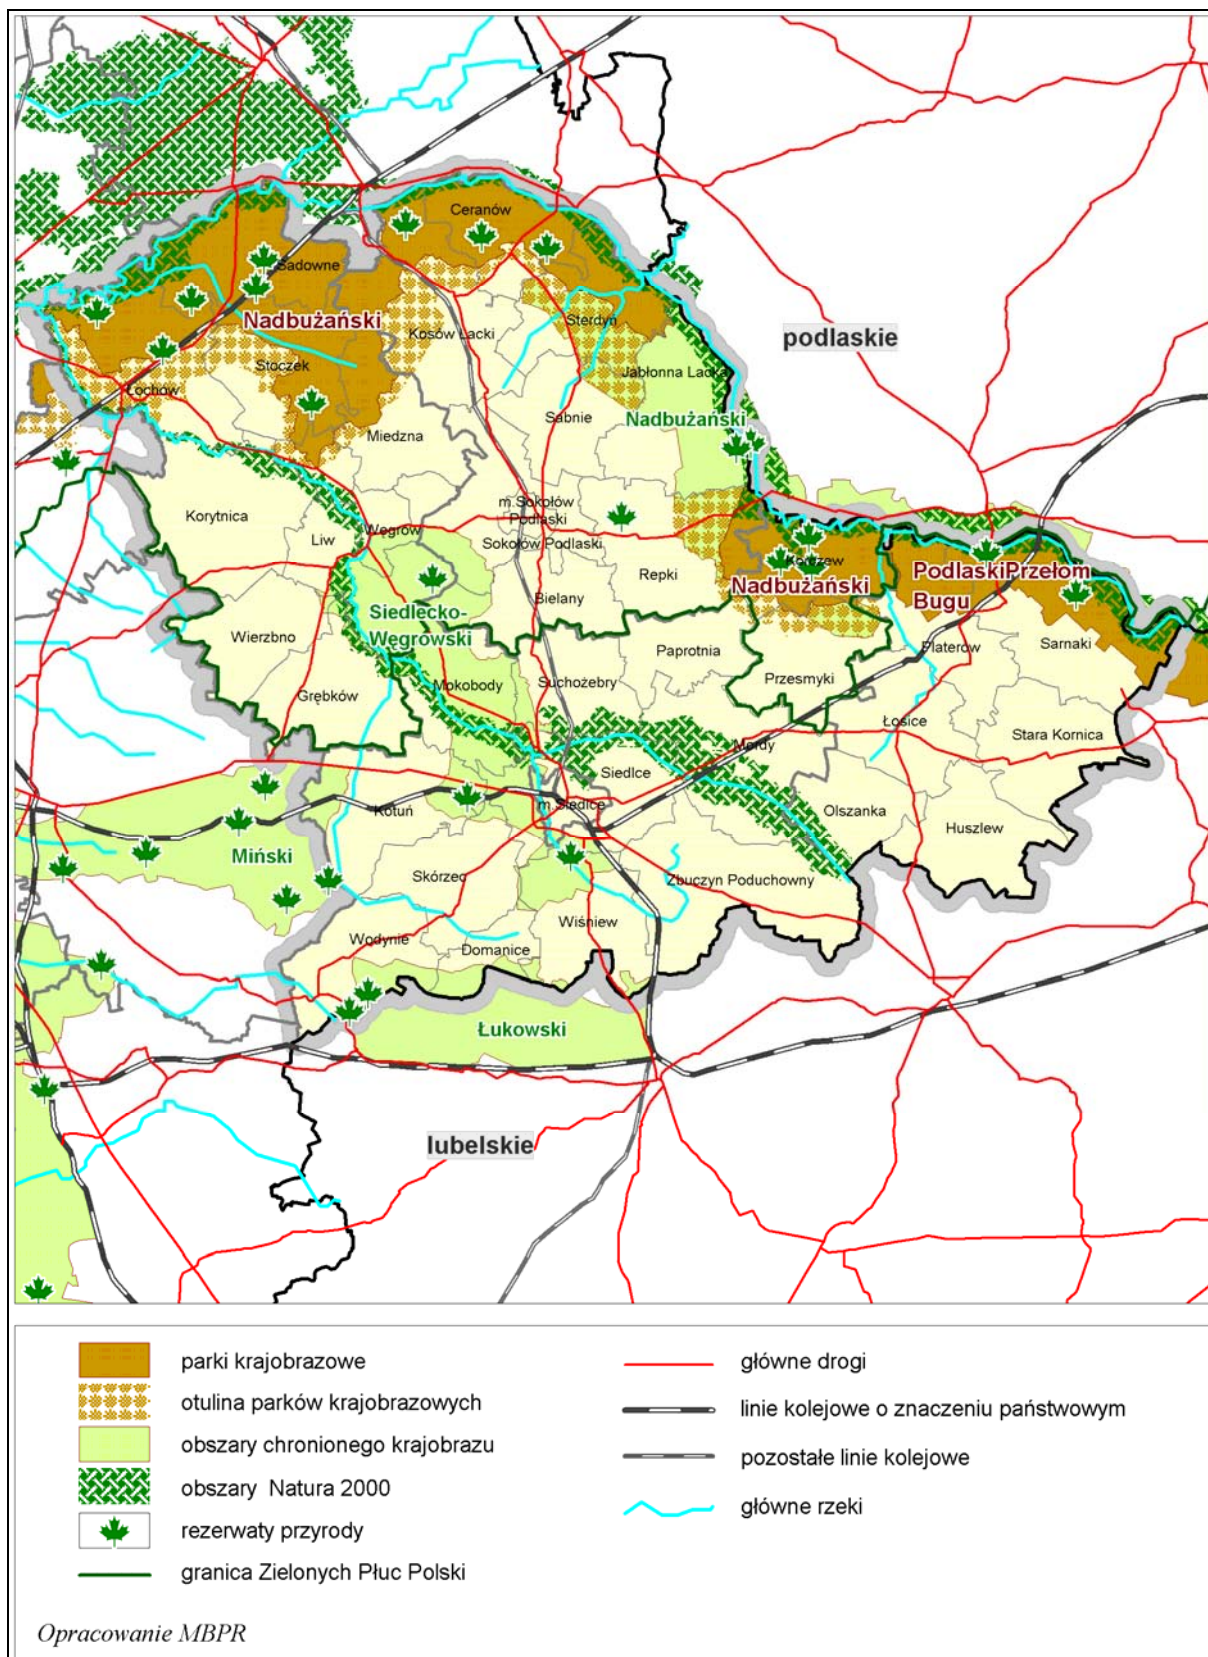 Ceranów
Sadowne
Nadbużański
Kosów Lacki
Sterdyń
podlaskie
Stoczek
Łochów
Jabłonna Lacka
Nadbużański
Sabnie
Miedzna
Korytnica
m.Sokołów
Podlaski
Węgrów
Liw
Sokołów Podlaski
Repki
Korczew
Nadbużański
PodlaskiPrzełom
Bugu
Bielany
Siedlecko-
Węgrowski
Wierzbno
Paprotnia
Platerów
Sarnaki
Mokobody
Suchożebry
Przesmyki
Grębków
Łosice
Stara Kornica
Mordy
Siedlce
m.Siedlce
Kotuń
Olszanka
Huszlew
Miński
Skórzec
Zbuczyn Poduchowny
Wiśniew
Wodynie
Domanice
Łukowski
lubelskie
parki krajobrazowe
otulina parków krajobrazowych
obszary chronionego krajobrazu
obszary Natura 2000
rezerwaty przyrody
granica Zielonych Płuc Polski
główne drogi
linie kolejowe o znaczeniu państwowym
pozostałe linie kolejowe
główne rzeki
Opracowanie MBPR